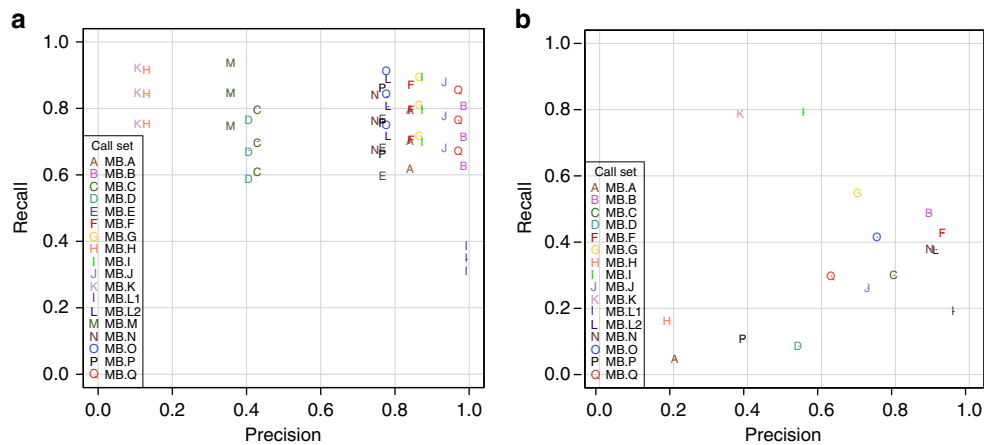 a
1.0
0.8
0.6
0.4
0.2
0.0
Recall
0.0 0.2 0.4 0.6 0.8 1.0
Precision
Call set
A MB.A
B MB.B
C MB.C
D MB.D
E MB.E
F MB.F
G MB.G
H MB.H
I MB.I
J MB.J
K MB.K
I MB.L1
L MB.L2
M MB.M
N MB.N
O MB.O
P MB.P
Q MB.Q
b
1.0
0.8
0.6
0.4
0.2
0.0
Recall
0.0 0.2 0.4 0.6 0.8 1.0
Precision
Call set
A MB.A
B MB.B
C MB.C
D MB.D
F MB.F
G MB.G
H MB.H
I MB.I
J MB.J
K MB.K
I MB.L1
L MB.L2
N MB.N
O MB.O
P MB.P
Q MB.Q